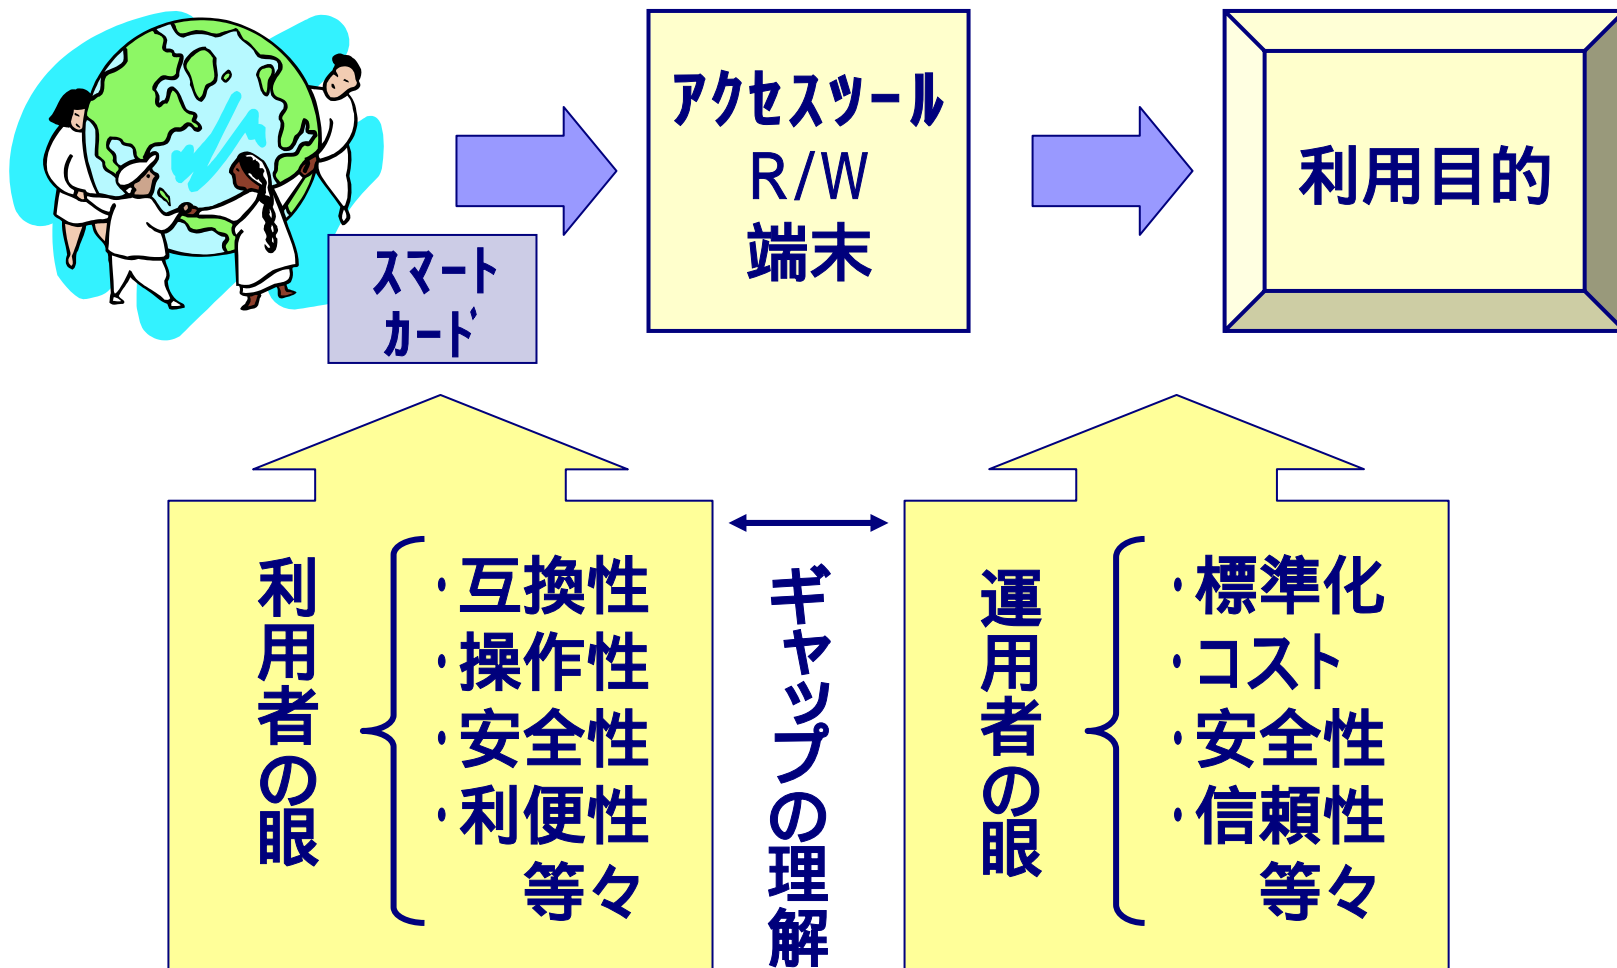 スマート
カード
アクセスツール
R/W
端末
利用目的
利用者の眼
・互換性
・操作性
・安全性
・利便性
等々
ギャップの理解
運用者の眼
・標準化
・コスト
・安全性
・信頼性
等々